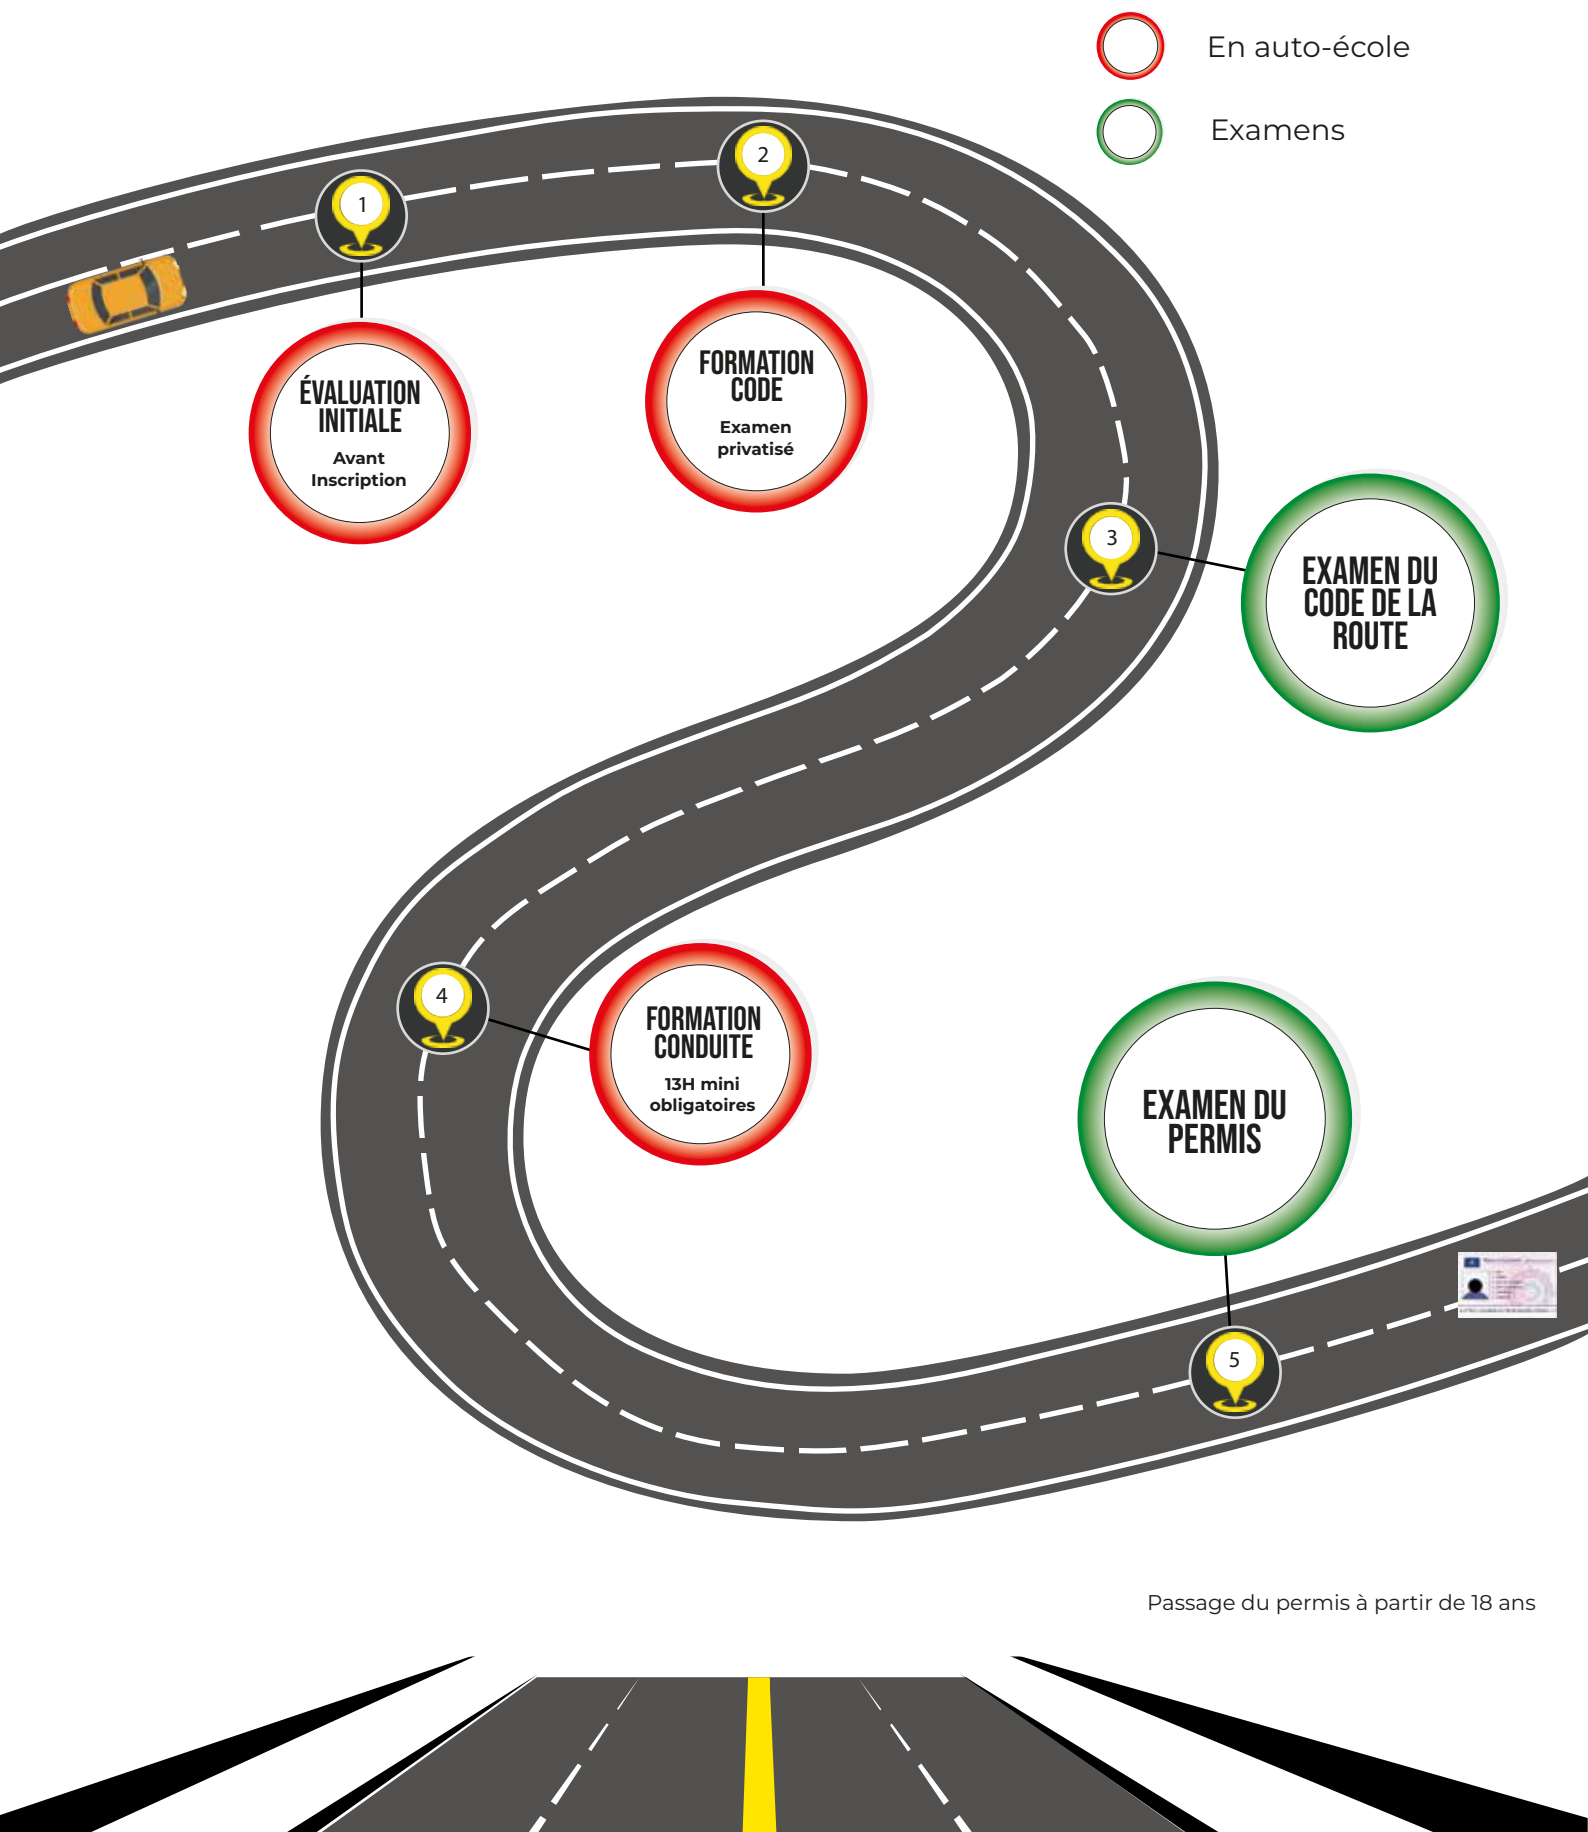 En auto-école
Examens
1
2
ÉVALUATION
INITIALE
Avant
Inscription
FORMATION
CODE
Examen
privatisé
3
EXAMEN DU
CODE DE LA
ROUTE
4
FORMATION
CONDUITE
13H mini
obligatoires
EXAMEN DU
PERMIS
5
Passage du permis à partir de 18 ans